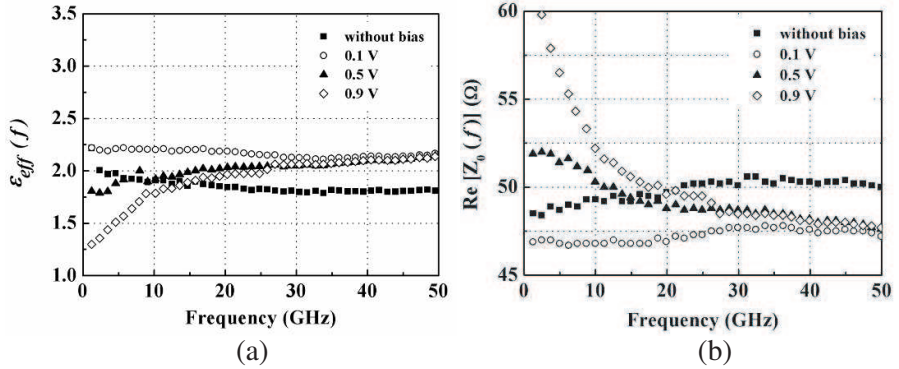 (a)
3.5
3.0
2.5
2.0
1.5
1.0
0
10
20
30
40
50
ε_eff (f)
Frequency (GHz)
without bias
0.1 V
0.5 V
0.9 V
(a)
(b)
60
55
50
45
0
10
20
30
40
50
Re [Z_0 (f)] (Ω)
Frequency (GHz)
without bias
0.1 V
0.5 V
0.9 V
(b)